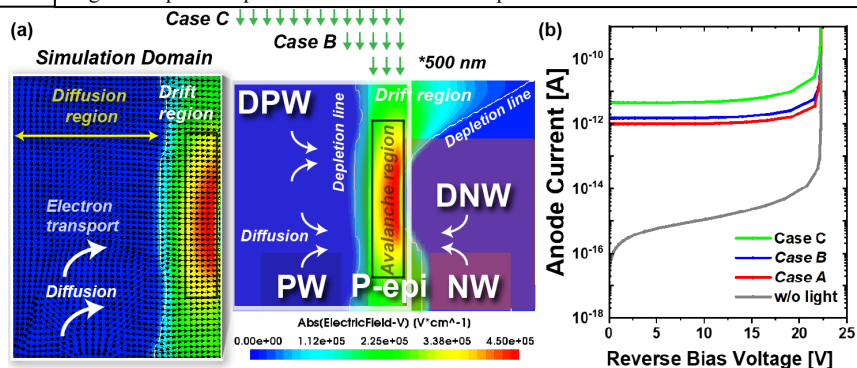 Case C
Case B
(a)
Simulation Domain
*500 nm
Diffusion
region
Drift
region
Electron
transport
Diffusion
DPW
Drift region
Depletion line
Depletion line
Avalanche region
Diffusion
DNW
PW
P-epi
NW
Abs(ElectricField-V) (V*cm^-1)
0.00e+00 1.12e+05 2.25e+05 3.38e+05 4.50e+05
(b)
Anode Current [A]
10-10
10-12
10-14
10-16
10-18
Case C
Case B
Case A
w/o light
0 5 10 15 20 25
Reverse Bias Voltage [V]